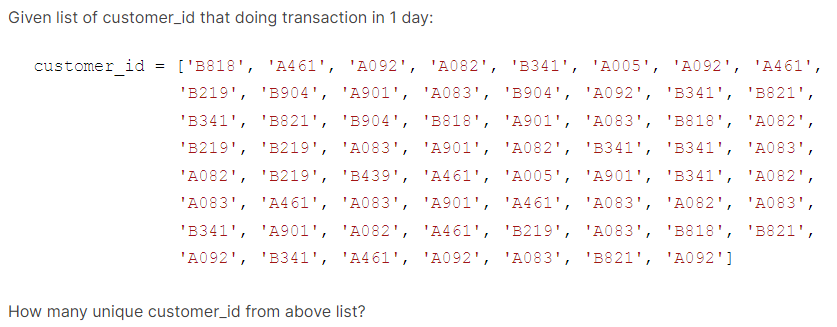 Given list of customer_id that doing transaction in 1 day:
customer_id = ['B818', 'A461', 'A092', 'A082', 'B341', 'A005', 'A092', 'A461',
'B219', 'B904', 'A901', 'A083', 'B904', 'A092', 'B341', 'B821',
'B341', 'B821', 'B904', 'B818', 'A901', 'A083', 'B818', 'A082',
'B219', 'B219', 'A083', 'A901', 'A082', 'B341', 'B341', 'A083',
'A082', 'B219', 'B439', 'A461', 'A005', 'A901', 'B341', 'A082',
'A083', 'A461', 'A083', 'A901', 'A461', 'A083', 'A082', 'A083',
'B341', 'A901', 'A082', 'A461', 'B219', 'A083', 'B818', 'B821',
'A092', 'B341', 'A461', 'A092', 'A083', 'B821', 'A092']
How many unique customer_id from above list?